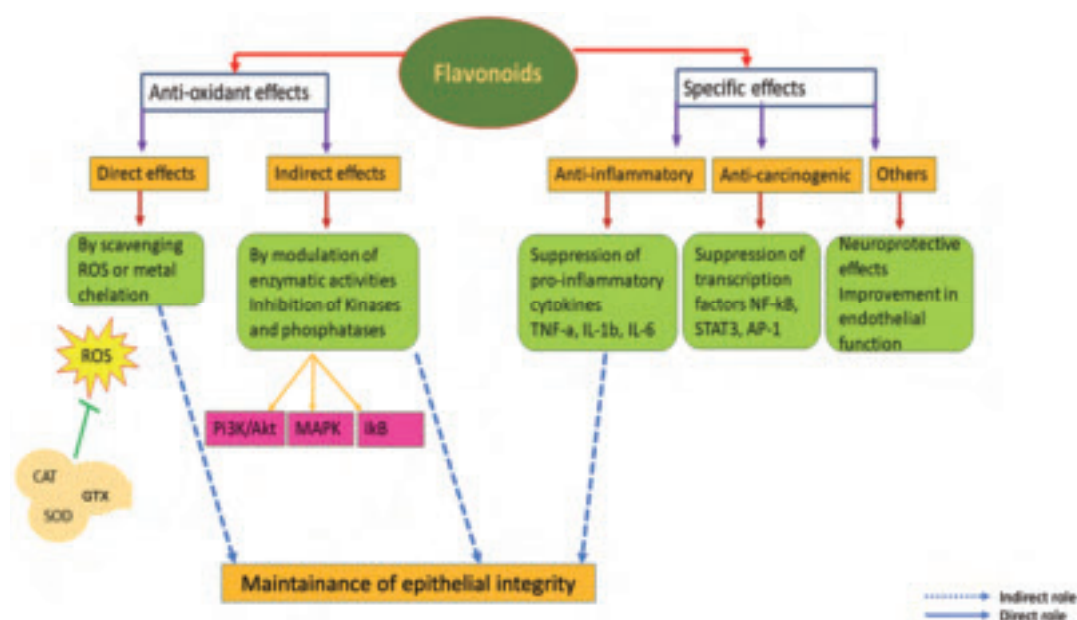 Flavonoids
Anti-oxidant effects
Specific effects
Direct effects
Indirect effects
Anti-inflammatory
Anti-carcinogenic
Others
By scavenging
ROS or metal
chelation
By modulation of
enzymatic activities
Inhibition of Kinases
and phosphatases
Suppression of
pro-inflammatory
cytokines
TNF-a, IL-1b, IL-6
Suppression of
transcription
factors NF-kB,
STAT3, AP-1
Neuroprotective
effects
Improvement in
endothelial
function
ROS
Pi3K/Akt
MAPK
IkB
CAT
GTX
SOD
Maintainance of epithelial integrity
Indirect role
Direct role